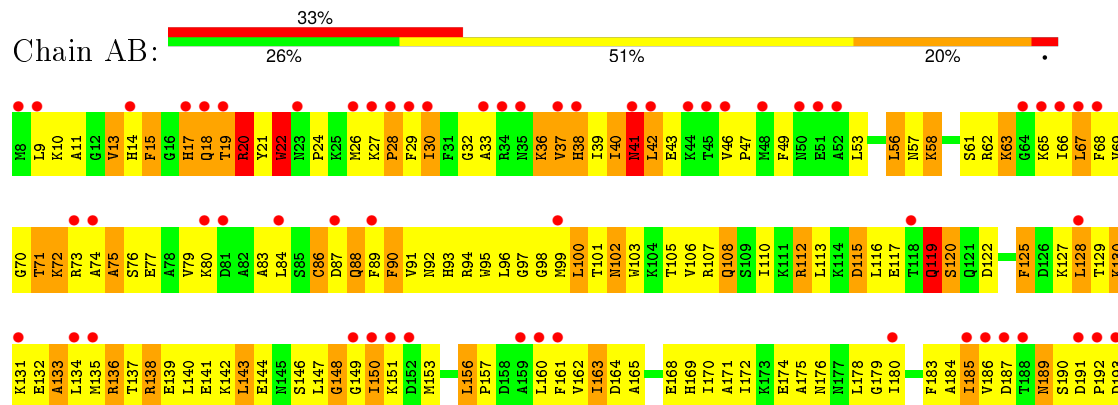 33%
Chain AB:
26% 51% 20% •
M8 L9 K10 A11 G12 V13 H14 F15 G16 H17 Q18 T19 R20 Y21 W22 N23 P24 K25 M26 K27 P28 F29 I30 F31 G32 A33 R34 N35 K36 V37 H38 I39 I40 N41 L42 E43 K44 T45 V46 P47 M48 F49 N50 E51 A52 L53 L56 N57 K58 S61 R62 K63 G64 K65 I66 L67 F68 V69
G70 T71 K72 R73 A74 A75 S76 E77 A78 V79 K80 D81 A82 A83 L84 S85 C86 D87 Q88 F89 F90 V91 N92 H93 R94 W95 L96 G97 G98 M99 L100 T101 N102 W103 K104 T105 V106 R107 Q108 S109 I110 K111 R112 L113 K114 D115 L116 E117 T118 Q119 S120 Q121 D122 F125 D126 K127 L128 T129 K130
K131 E132 A133 L134 M135 R136 T137 R138 E139 L140 E141 K142 L143 E144 N145 S146 L147 G148 G149 I150 K151 D152 M153 L156 P157 D158 A159 L160 F161 V162 I163 D164 A165 E168 H169 I170 A171 I172 K173 E174 A175 N176 N177 L178 G179 I180 F183 A184 I185 V186 D187 T188 N189 S190 D191 P192